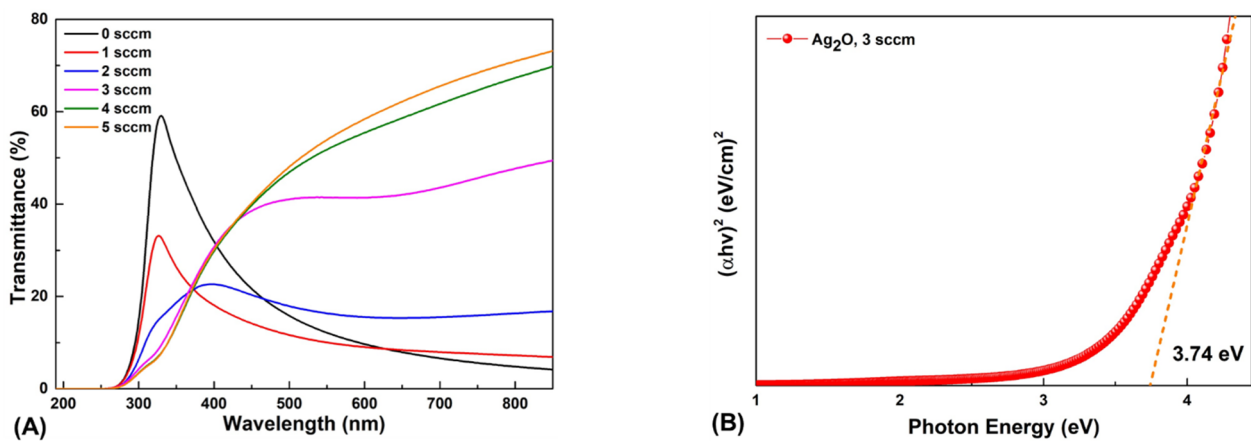 80
60
40
20
0
Transmittance (%)
0 sccm
1 sccm
2 sccm
3 sccm
4 sccm
5 sccm
200 300 400 500 600 700 800
Wavelength (nm)
(A)
(αhν)² (eV/cm)²
Ag₂O, 3 sccm
3.74 eV
1 2 3 4
Photon Energy (eV)
(B)